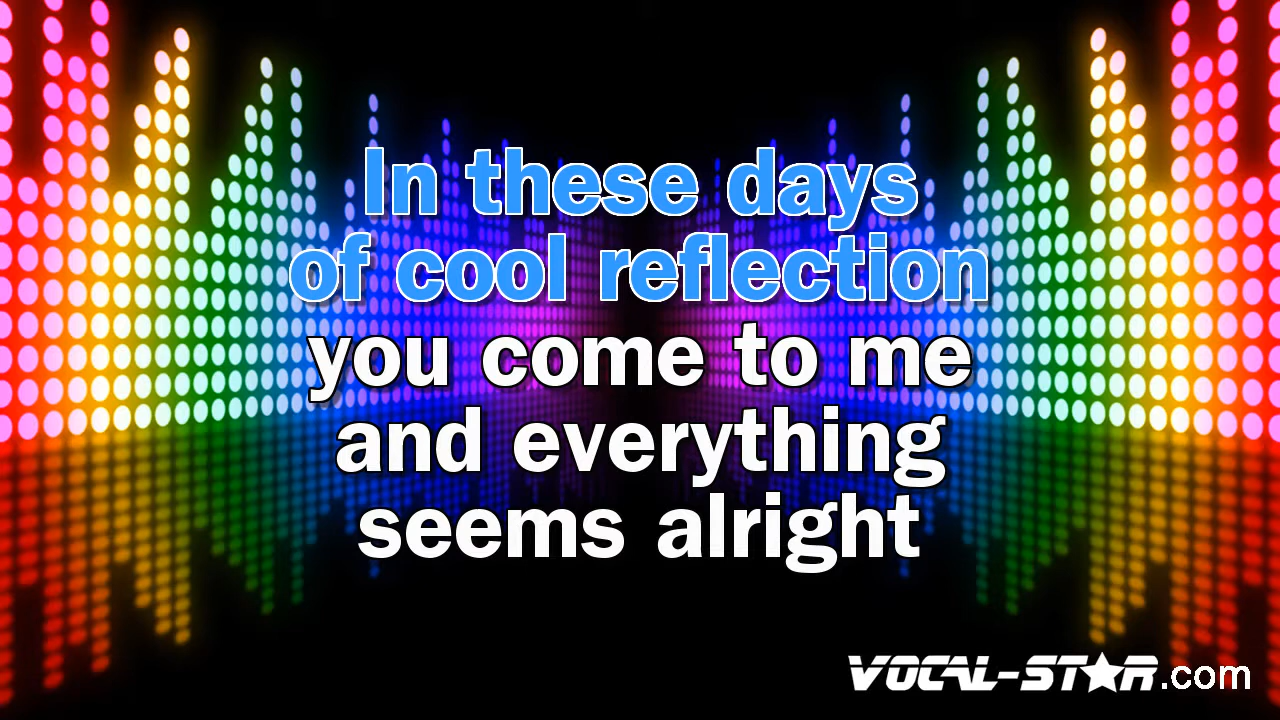 In these days
of cool reflection
you come to me
and everything
seems alright
VOCAL-STAR.com